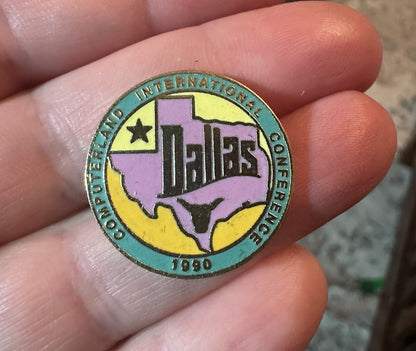 COMPUTERLAND INTERNATIONAL CONFERENCE
Dallas
1990